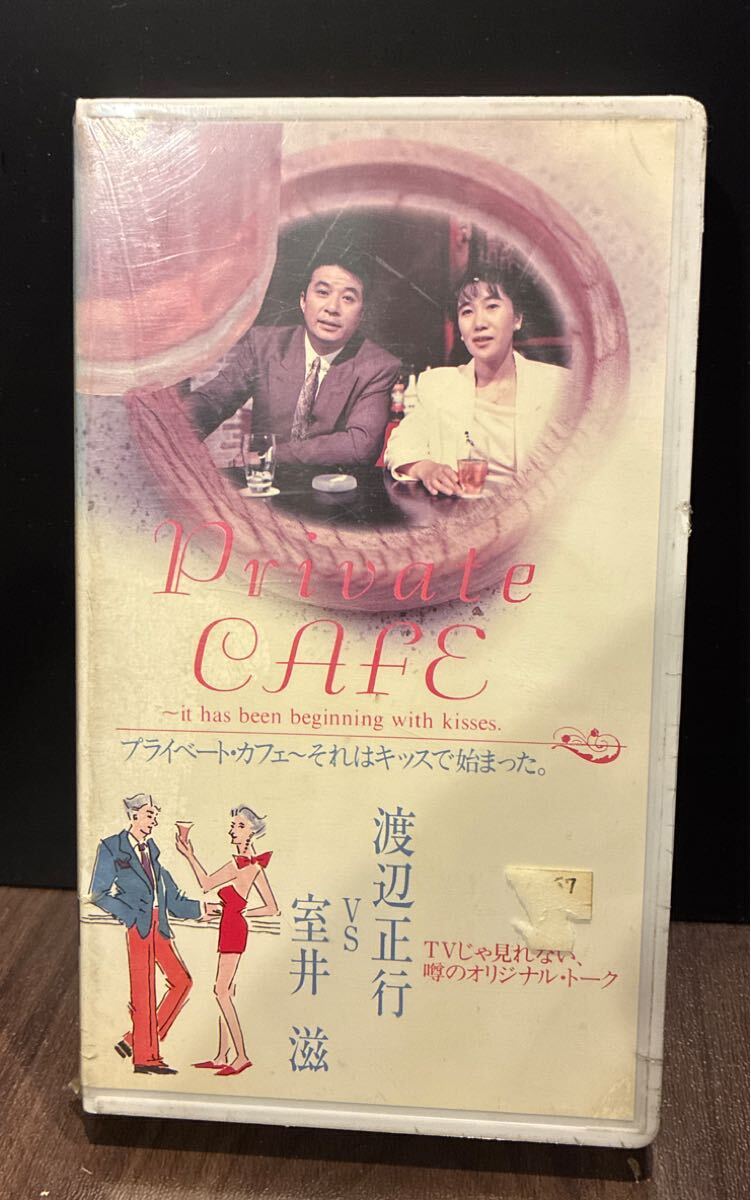 Private
CAFE
～it has been beginning with kisses.
プライベート・カフェ～それはキッスで始まった。
渡辺正行
VS
室井 滋
57
TVじゃ見れない、
噂のオリジナル・トーク